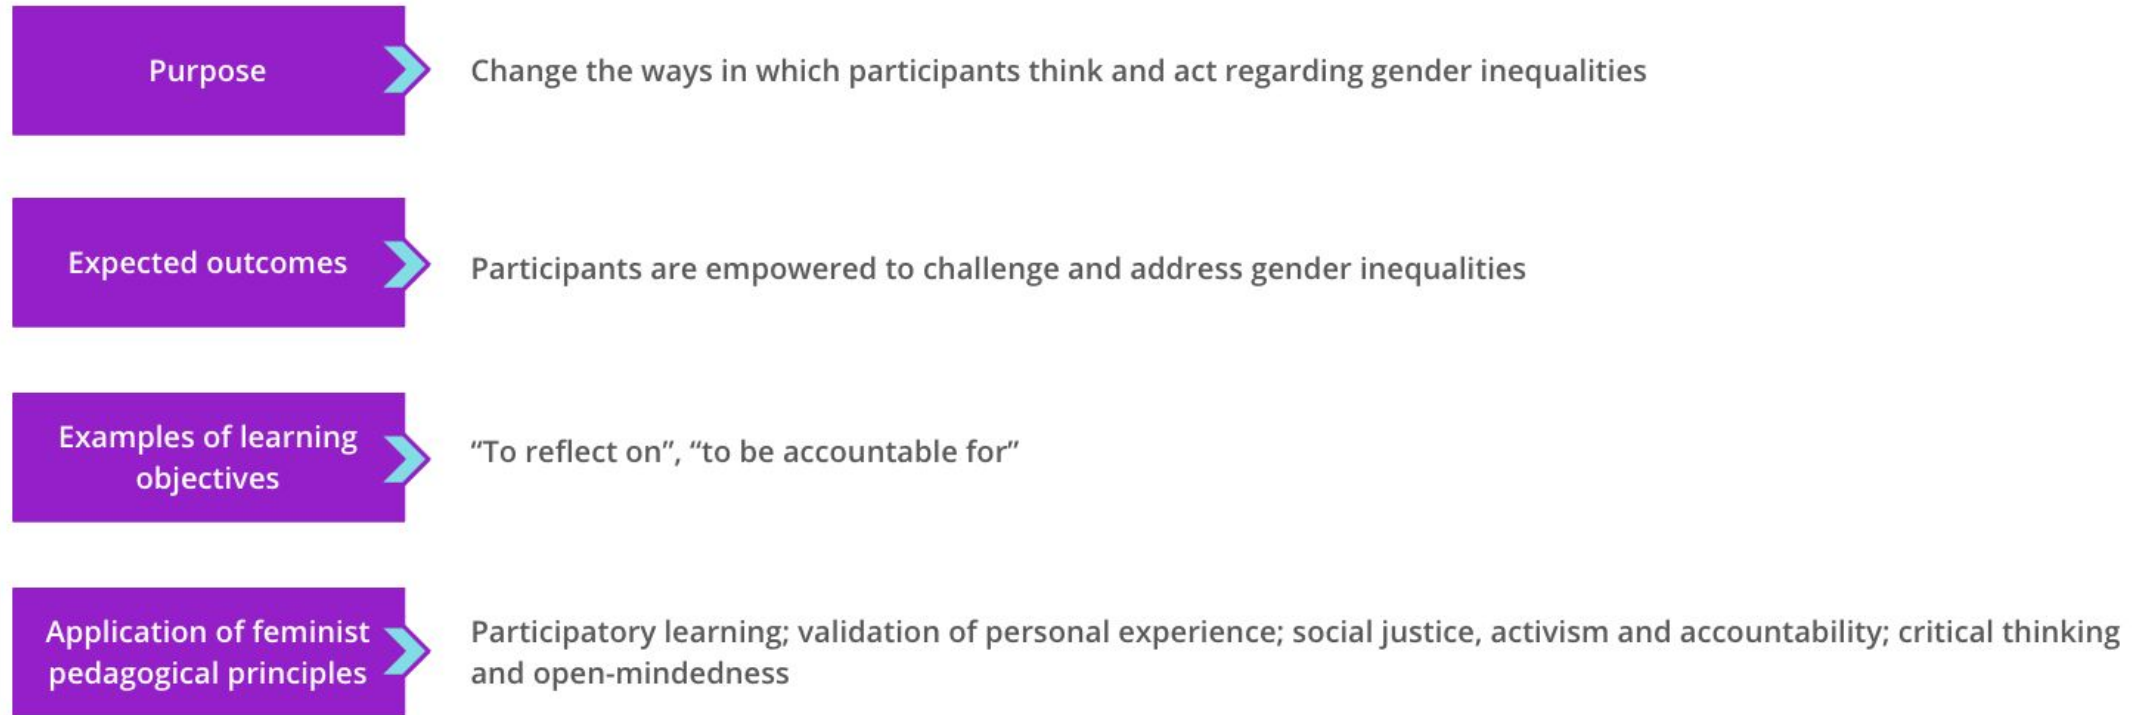 Purpose
Change the ways in which participants think and act regarding gender inequalities
Expected outcomes
Participants are empowered to challenge and address gender inequalities
Examples of learning
objectives
“To reflect on”, “to be accountable for”
Application of feminist
pedagogical principles
Participatory learning; validation of personal experience; social justice, activism and accountability; critical thinking
and open-mindedness